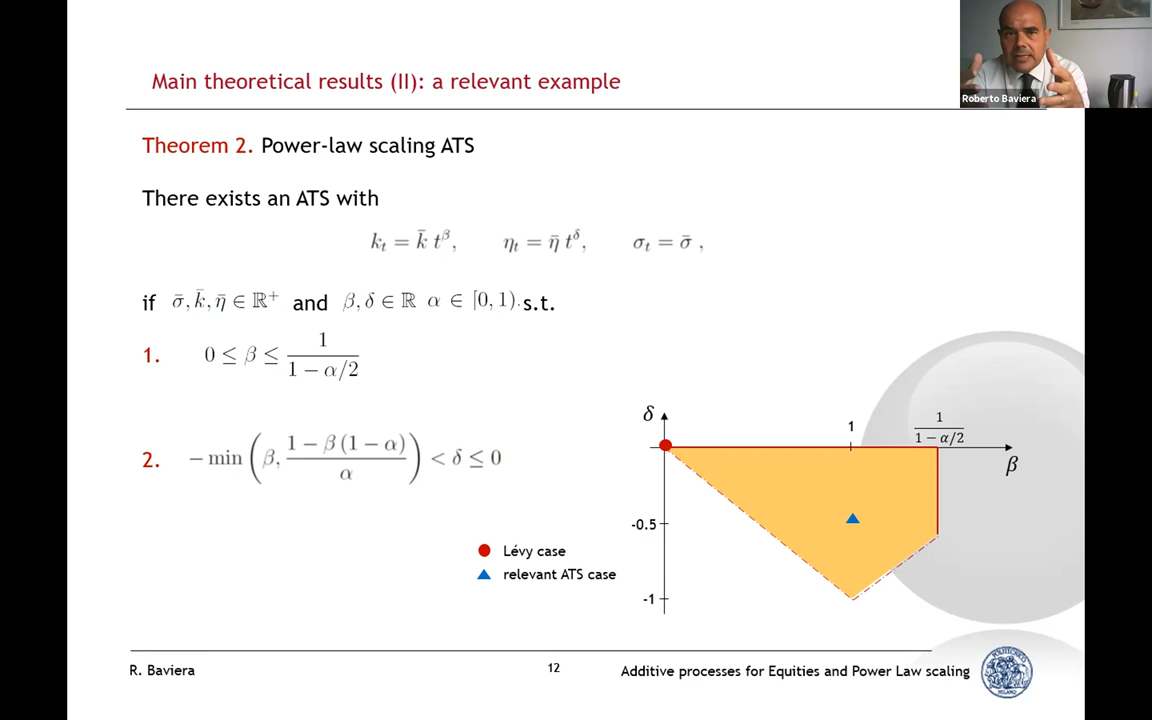 Roberto Baviera
Main theoretical results (II): a relevant example
Theorem 2. Power-law scaling ATS
There exists an ATS with
k_t = k̄ t^β, η_t = η̄ t^δ, σ_t = σ̄ ,
if σ̄, k̄, η̄ ∈ ℝ⁺ and β, δ ∈ ℝ α ∈ [0, 1). s.t.
1. 0 ≤ β ≤ 1/(1 − α/2)
2. − min (β, (1 − β (1 − α))/α) < δ ≤ 0
δ
1
1/(1 − α/2)
β
-0.5
-1
Lévy case
relevant ATS case
R. Baviera
12
Additive processes for Equities and Power Law scaling
POLITECNICO
MILANO